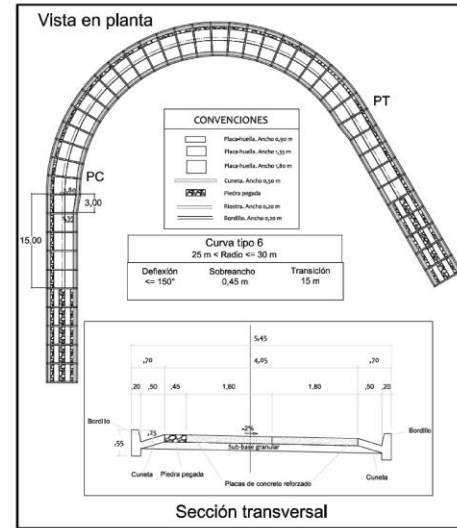 Vista en planta
PT
CONVENCIONES
Placa-huella. Ancho 0,90 m
Placa-huella. Ancho 1,35 m
Placa-huella. Ancho 1,80 m
Cuneta. Ancho 0,50 m
Piedra pegada
Riostra. Ancho 0,20 m
Bordillo. Ancho 0,20 m
PC
1,80
3,00
1,35
15,00
Curva tipo 6
25 m < Radio <= 30 m
Deflexión Sobreancho Transición
<= 150° 0,45 m 15 m
5,45
,70 4,05 ,70
,20 ,50 ,45 1,80 1,80 ,50 ,20
Bordillo Bordillo
-2%
,25
,55
Sub-base granular
Cuneta Piedra pegada Placas de concreto reforzado Cuneta
Sección transversal